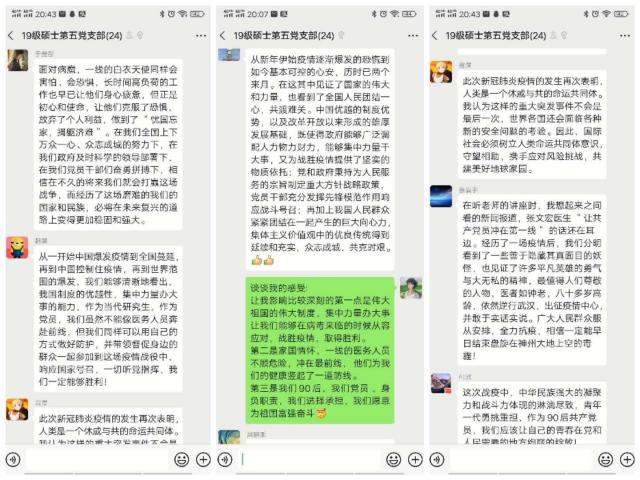 20:43
19级硕士第五党支部(24)
面对病魔，一线的白衣天使同样会
害怕，会恐惧，长时间高负荷的工
作也早已让他们身心疲惫，但正是
初心和使命，让他们克服了恐惧，
放弃了个人利益，做到了“忧国忘
家，捐躯济难”。在我们全国上下
万众一心、众志成城的努力下，在
我们政府及时科学的领导部署下，
在我们党员干部们奋勇拼搏下，相
信在不久的将来我们就会打赢这场
战争，而经历了这场磨难的我们的
国家和民族，必将在未来复兴的道
路上变得更加稳固和强大。
从一开始中国爆发疫情到全国蔓延，
再到中国控制住疫情，再到世界范
围的爆发，我们能够清晰地看出，
我国制度的优越性，集中力量办大
事的能力，作为当代研究生，作为
党员，我们虽然不能像医务人员奔
赴前线，但我们同样可以用自己的
方式做好防护，并带领督促身边的
群众一起参加到这场疫情战役中，
响应国家号召，一切听党指挥，我
们一定能够胜利！
此次新冠肺炎疫情的发生再次表明，
人类是一个休戚与共的命运共同体。
我认为这样的重大突发事件不会是
20:07
19级硕士第五党支部(24)
从新年伊始疫情逐渐爆发的恐慌到
如今基本可控的心安，历时已两个
来月。在这其中见证了国家的伟大
和力量，也看到了全国人民团结一
心，共战难关。中国优越的制度优
势，以及改革开放以来形成的雄厚
发展基础，既使得政府能够广泛调
配人力物力财力，能够集中力量干
大事，又为战胜疫情提供了坚实的
物质依托；党和政府秉持为人民服
务的宗旨制定重大方针战略政策，
党员干部充分发挥先锋模范作用响
应战斗号召；再加上我国人民群众
紧紧团结在一起产生的巨大向心力，
集体主义价值观中的优良传统得到
延续和充实，众志成城，共克时艰。
谈谈我的感受:
让我影响比较深刻的第一点是伟大
祖国的伟大制度，集中力量办大事
让我们能够在病毒来临的时候从容
应对，战胜疫情，取得胜利。
第二是家国情怀，一线的医务人员
不顾危险，冲在最前线， 他们为我
们的健康竖起了一道防线。
第三是我们90后，我们党员，身
负职责，我们选择承担，我们愿意
为祖国富强奋斗
20:43
19级硕士第五党支部(24)
此次新冠肺炎疫情的发生再次表明，
人类是一个休戚与共的命运共同体。
我认为这样的重大突发事件不会是
最后一次，世界各国还会面临各种
新的安全问题的考验。因此，国际
社会必须树立人类命运共同体意识，
守望相助，携手应对风险挑战，共
建美好地球家园。
在听老师的讲座时，我想起来之间
看的新闻报道，张文宏医生“让共
产党员冲在第一线”的话还在耳
边。经历了一场疫情后，我们分明
看到了一些善于隐藏其真面目的妖
怪，也见证了许多平凡英雄的勇气
与大无私的精神，最值得人们尊敬
的人物，医者如钟老，八十多岁高
龄，依然逆行武汉，出征疫情中心，
并敢于实话实说。广大人民群众服
从安排，全力抗疫，相信一定能早
日结束盘旋在神州大地上空的毒
霾！
这次战疫中，中华民族强大的凝聚
力和战斗力体现的淋漓尽致，青年
一代勇挑重担，作为90后共产党
员，我们应该让自己的青春在党和
人民需要的地方绚丽的绽放！